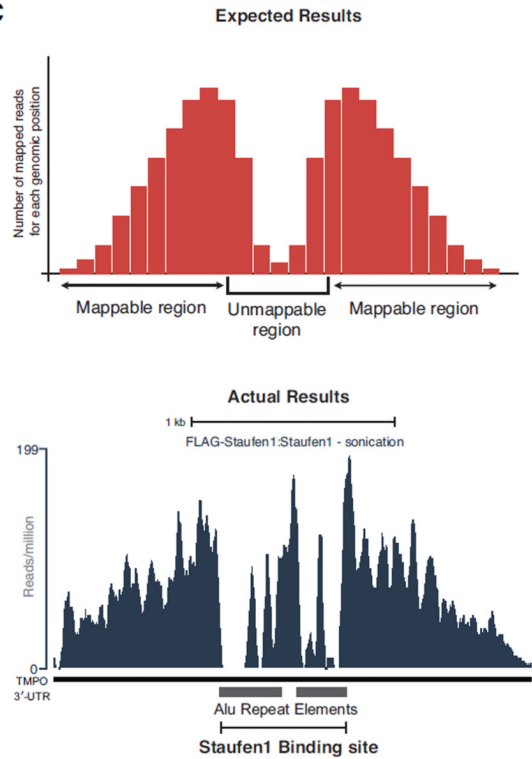 C
Expected Results
Number of mapped reads
for each genomic position
Mappable region
Unmappable
region
Mappable region
Actual Results
1 kb
FLAG-Staufen1:Staufen1 - sonication
199
Reads/million
0
TMPO
3′-UTR
Alu Repeat Elements
Staufen1 Binding site